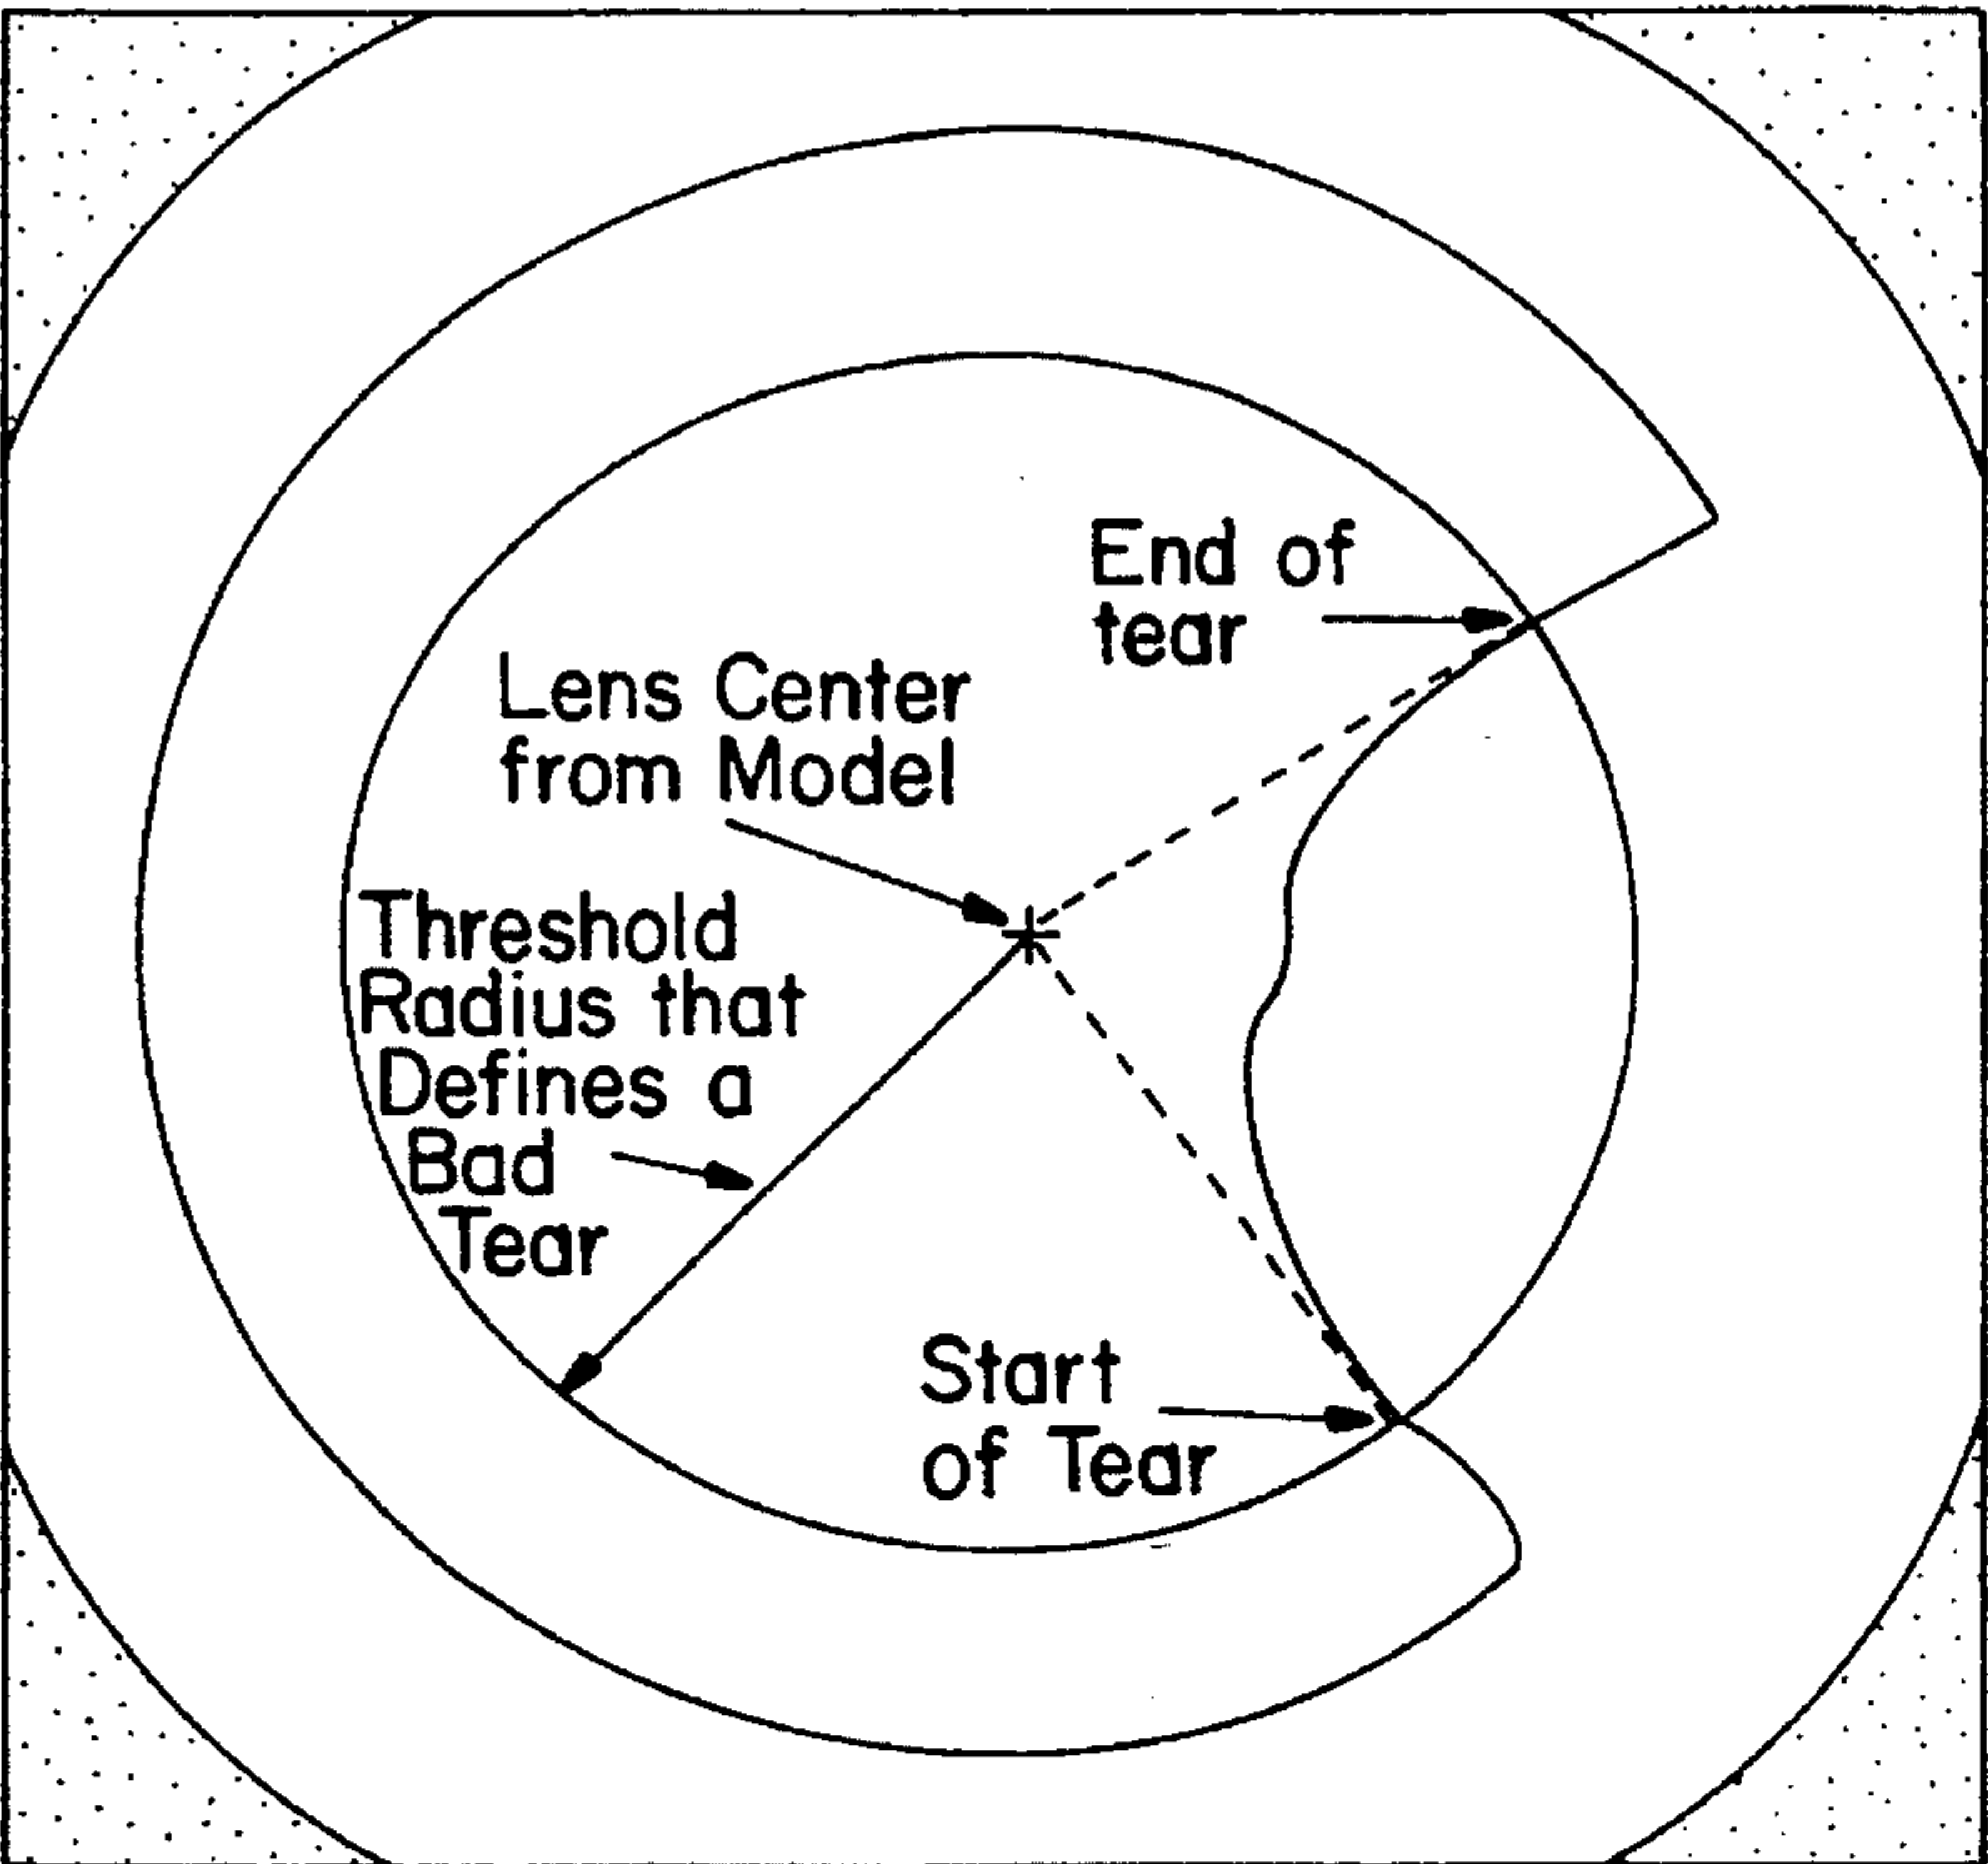 End of
tear
Lens Center
from Model
Threshold
Radius that
Defines a
Bad
Tear
Start
of Tear